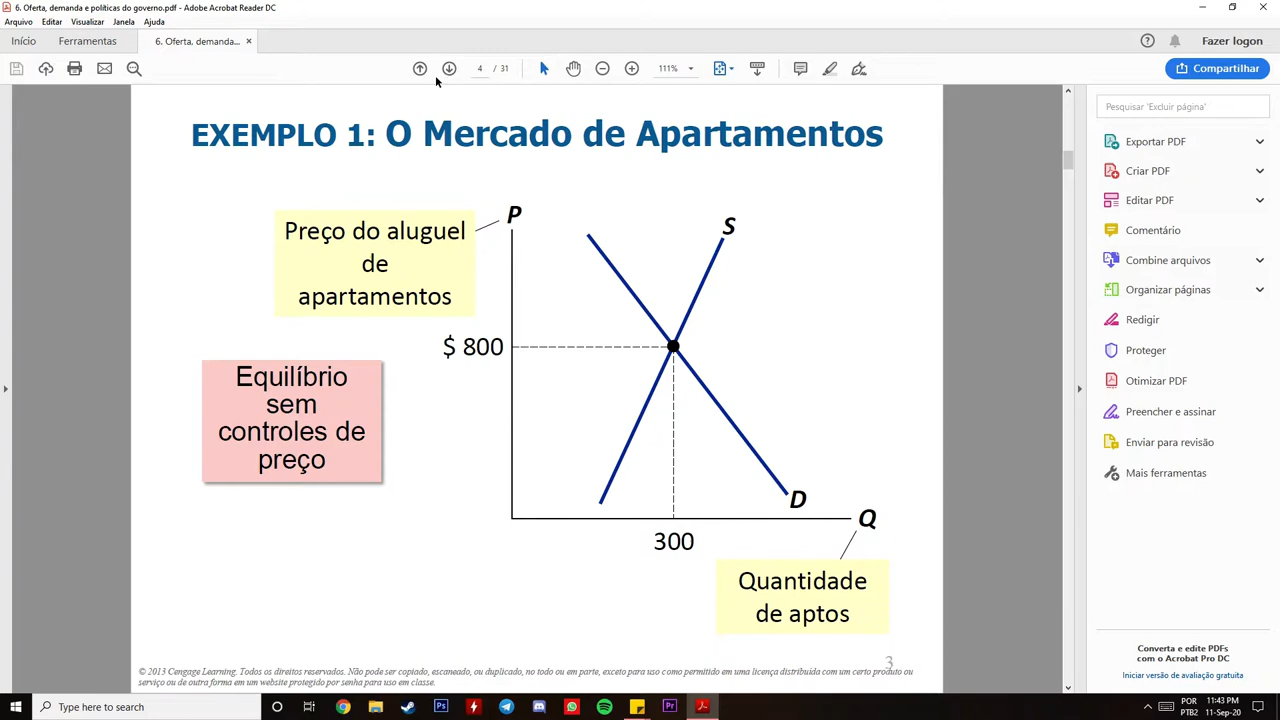 6. Oferta, demanda e políticas do governo.pdf - Adobe Acrobat Reader DC
Arquivo Editar Visualizar Janela Ajuda
Início Ferramentas 6. Oferta, demanda... × Fazer logon
4 / 31 111% Compartilhar
EXEMPLO 1: O Mercado de Apartamentos
Preço do aluguel
de
apartamentos
P
S
$ 800
Equilíbrio
sem
controles de
preço
D
Q
300
Quantidade
de aptos
3
© 2013 Cengage Learning. Todos os direitos reservados. Não pode ser copiado, escaneado, ou duplicado, no todo ou em parte, exceto para uso como permitido em uma licença distribuída com um certo produto ou
serviço ou de outra forma em um website protegido por senha para uso em classe.
Pesquisar 'Excluir página'
Exportar PDF
Criar PDF
Editar PDF
Comentário
Combine arquivos
Organizar páginas
Redigir
Proteger
Otimizar PDF
Preencher e assinar
Enviar para revisão
Mais ferramentas
Converta e edite PDFs
com o Acrobat Pro DC
Iniciar versão de avaliação gratuita
Type here to search
Ps
Pr
POR
PTB2
11:43 PM
11-Sep-20